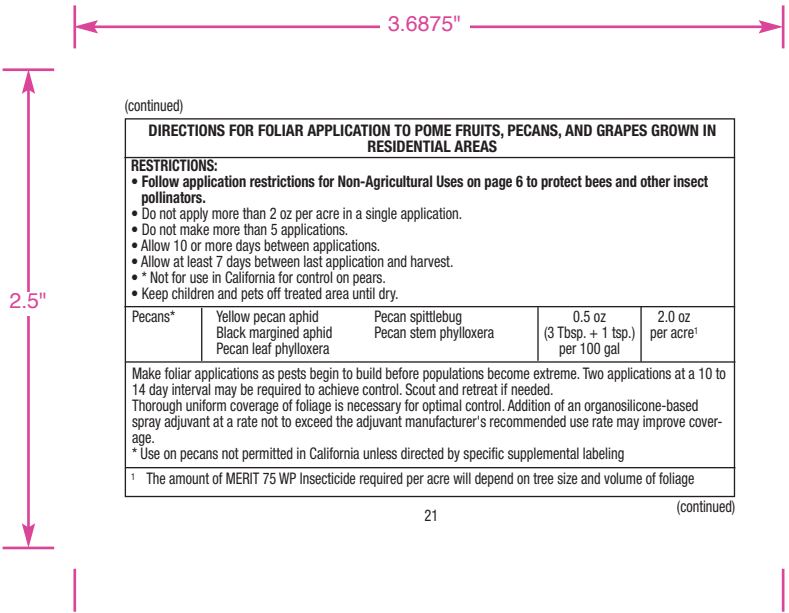 3.6875"
2.5"
(continued)
DIRECTIONS FOR FOLIAR APPLICATION TO POME FRUITS, PECANS, AND GRAPES GROWN IN
RESIDENTIAL AREAS
RESTRICTIONS:
• Follow application restrictions for Non-Agricultural Uses on page 6 to protect bees and other insect
pollinators.
• Do not apply more than 2 oz per acre in a single application.
• Do not make more than 5 applications.
• Allow 10 or more days between applications.
• Allow at least 7 days between last application and harvest.
• * Not for use in California for control on pears.
• Keep children and pets off treated area until dry.
Pecans* Yellow pecan aphid Pecan spittlebug 0.5 oz 2.0 oz
Black margined aphid Pecan stem phylloxera (3 Tbsp. + 1 tsp.) per acre¹
Pecan leaf phylloxera per 100 gal
Make foliar applications as pests begin to build before populations become extreme. Two applications at a 10 to
14 day interval may be required to achieve control. Scout and retreat if needed.
Thorough uniform coverage of foliage is necessary for optimal control. Addition of an organosilicone-based
spray adjuvant at a rate not to exceed the adjuvant manufacturer's recommended use rate may improve cover-
age.
* Use on pecans not permitted in California unless directed by specific supplemental labeling
¹ The amount of MERIT 75 WP Insecticide required per acre will depend on tree size and volume of foliage
(continued)
21